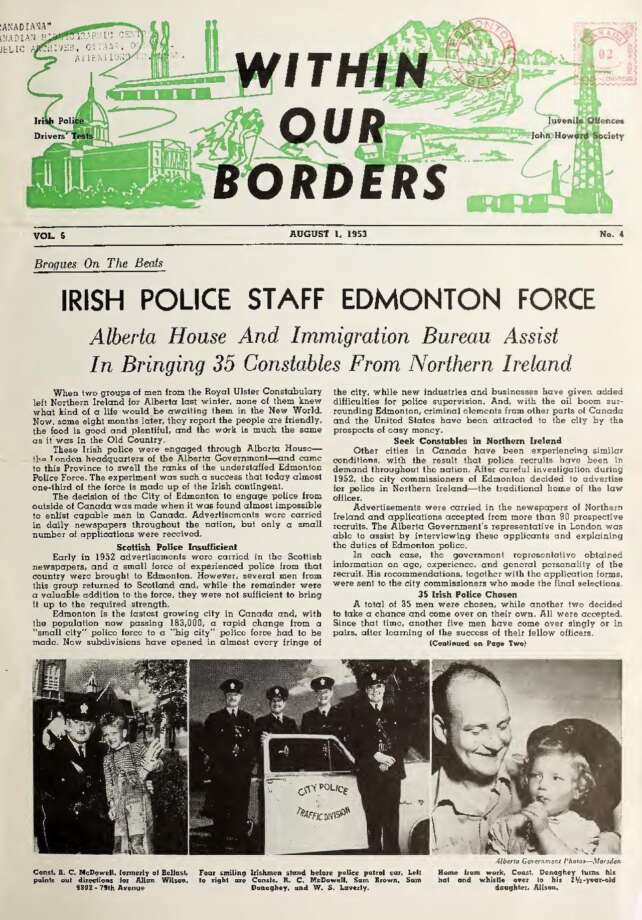 "CANADIANA"
PUBLIC ARCHIVES, OTTAWA,
EDMONTON
ALBERTA
CANADA
02
WITHIN
OUR
BORDERS
Irish Police
Drivers' Tests
Juvenile Offences
John Howard Society
VOL. 6
AUGUST 1, 1953
No. 4
Brogues On The Beats
IRISH POLICE STAFF EDMONTON FORCE
Alberta House And Immigration Bureau Assist
In Bringing 35 Constables From Northern Ireland
When two groups of men from the Royal Ulster Constabulary
left Northern Ireland for Alberta last winter, none of them knew
what kind of a life would be awaiting them in the New World.
Now, some eight months later, they report the people are friendly,
the food is good and plentiful, and the work is much the same
as it was in the Old Country.
These Irish police were engaged through Alberta House—
the London headquarters of the Alberta Government—and came
to this Province to swell the ranks of the understaffed Edmonton
Police Force. The experiment was such a success that today almost
one-third of the force is made up of the Irish contingent.
The decision of the City of Edmonton to engage police from
outside of Canada was made when it was found almost impossible
to enlist capable men in Canada. Advertisements were carried
in daily newspapers throughout the nation, but only a small
number of applications were received.
Scottish Police Insufficient
Early in 1952 advertisments were carried in the Scottish
newspapers, and a small force of experienced police from that
country were brought to Edmonton. However, several men from
this group returned to Scotland and, while the remainder were
a valuable addition to the force, they were not sufficient to bring
it up to the required strength.
Edmonton is the fastest growing city in Canada and, with
the population now passing 183,000, a rapid change from a
"small city" police force to a "big city" police force had to be
made. New subdivisions have opened in almost every fringe of
the city, while new industries and businesses have given added
difficulties for police supervision. And, with the oil boom sur-
rounding Edmonton, criminal elements from other parts of Canada
and the United States have been attracted to the city by the
prospects of easy money.
Seek Constables in Northern Ireland
Other cities in Canada have been experiencing similar
conditions, with the result that police recruits have been in
demand throughout the nation. After careful investigation during
1952, the city commissioners of Edmonton decided to advertise
for police in Northern Ireland—the traditional home of the law
officer.
Advertisements were carried in the newspapers of Northern
Ireland and applications accepted from more than 90 prospective
recruits. The Alberta Government's representative in London was
able to assist by interviewing these applicants and explaining
the duties of Edmonton police.
In each case, the government representative obtained
information on age, experience, and general personality of the
recruit. His recommendations, together with the application forms,
were sent to the city commissioners who made the final selections.
35 Irish Police Chosen
A total of 35 men were chosen, while another two decided
to take a chance and come over on their own. All were accepted.
Since that time, another five men have come over singly or in
pairs, after learning of the success of their fellow officers.
(Continued on Page Two)
CITY POLICE
TRAFFIC DIVISION
Alberta Government Photos—Marsden
Const. R. C. McDowell, formerly of Belfast,
points out directions for Allan Wilson,
9802 - 79th Avenue
Four smiling Irishmen stand before police patrol car. Left
to right are Consts. R. C. McDowell, Sam Brown, Sam
Donaghey, and W. S. Laverty.
Home from work, Const. Donaghey turns his
hat and whistle over to his 2½-year-old
daughter, Alison.